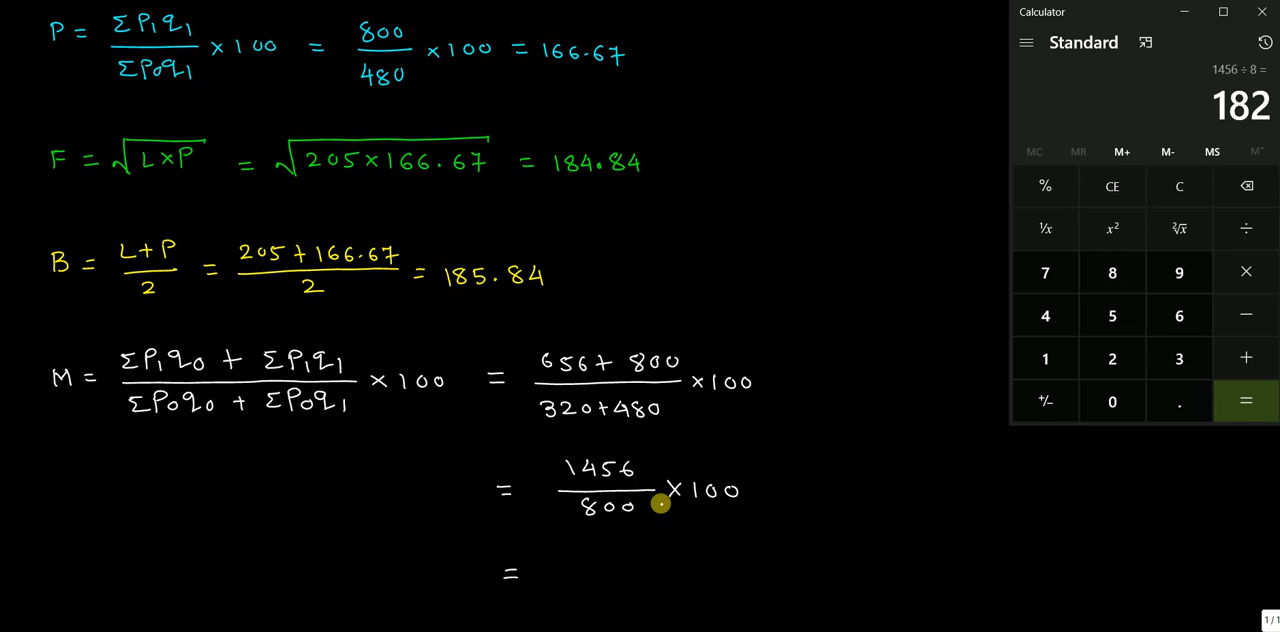 P = ΣP₁q₁ / ΣP₀q₁ × 100 = 800 / 480 × 100 = 166.67
F = √L×P = √205×166.67 = 184.84
B = L+P / 2 = 205+166.67 / 2 = 185.84
M = ΣP₁q₀ + ΣP₁q₁ / ΣP₀q₀ + ΣP₀q₁ × 100 = 656+800 / 320+480 × 100
= 1456 / 800 × 100
=
Calculator
Standard
1456 ÷ 8 =
182
MC MR M+ M- MS M˅
% CE C
¹/x x² ²√x ÷
7 8 9 ×
4 5 6 −
1 2 3 +
+/− 0 . =
1/1